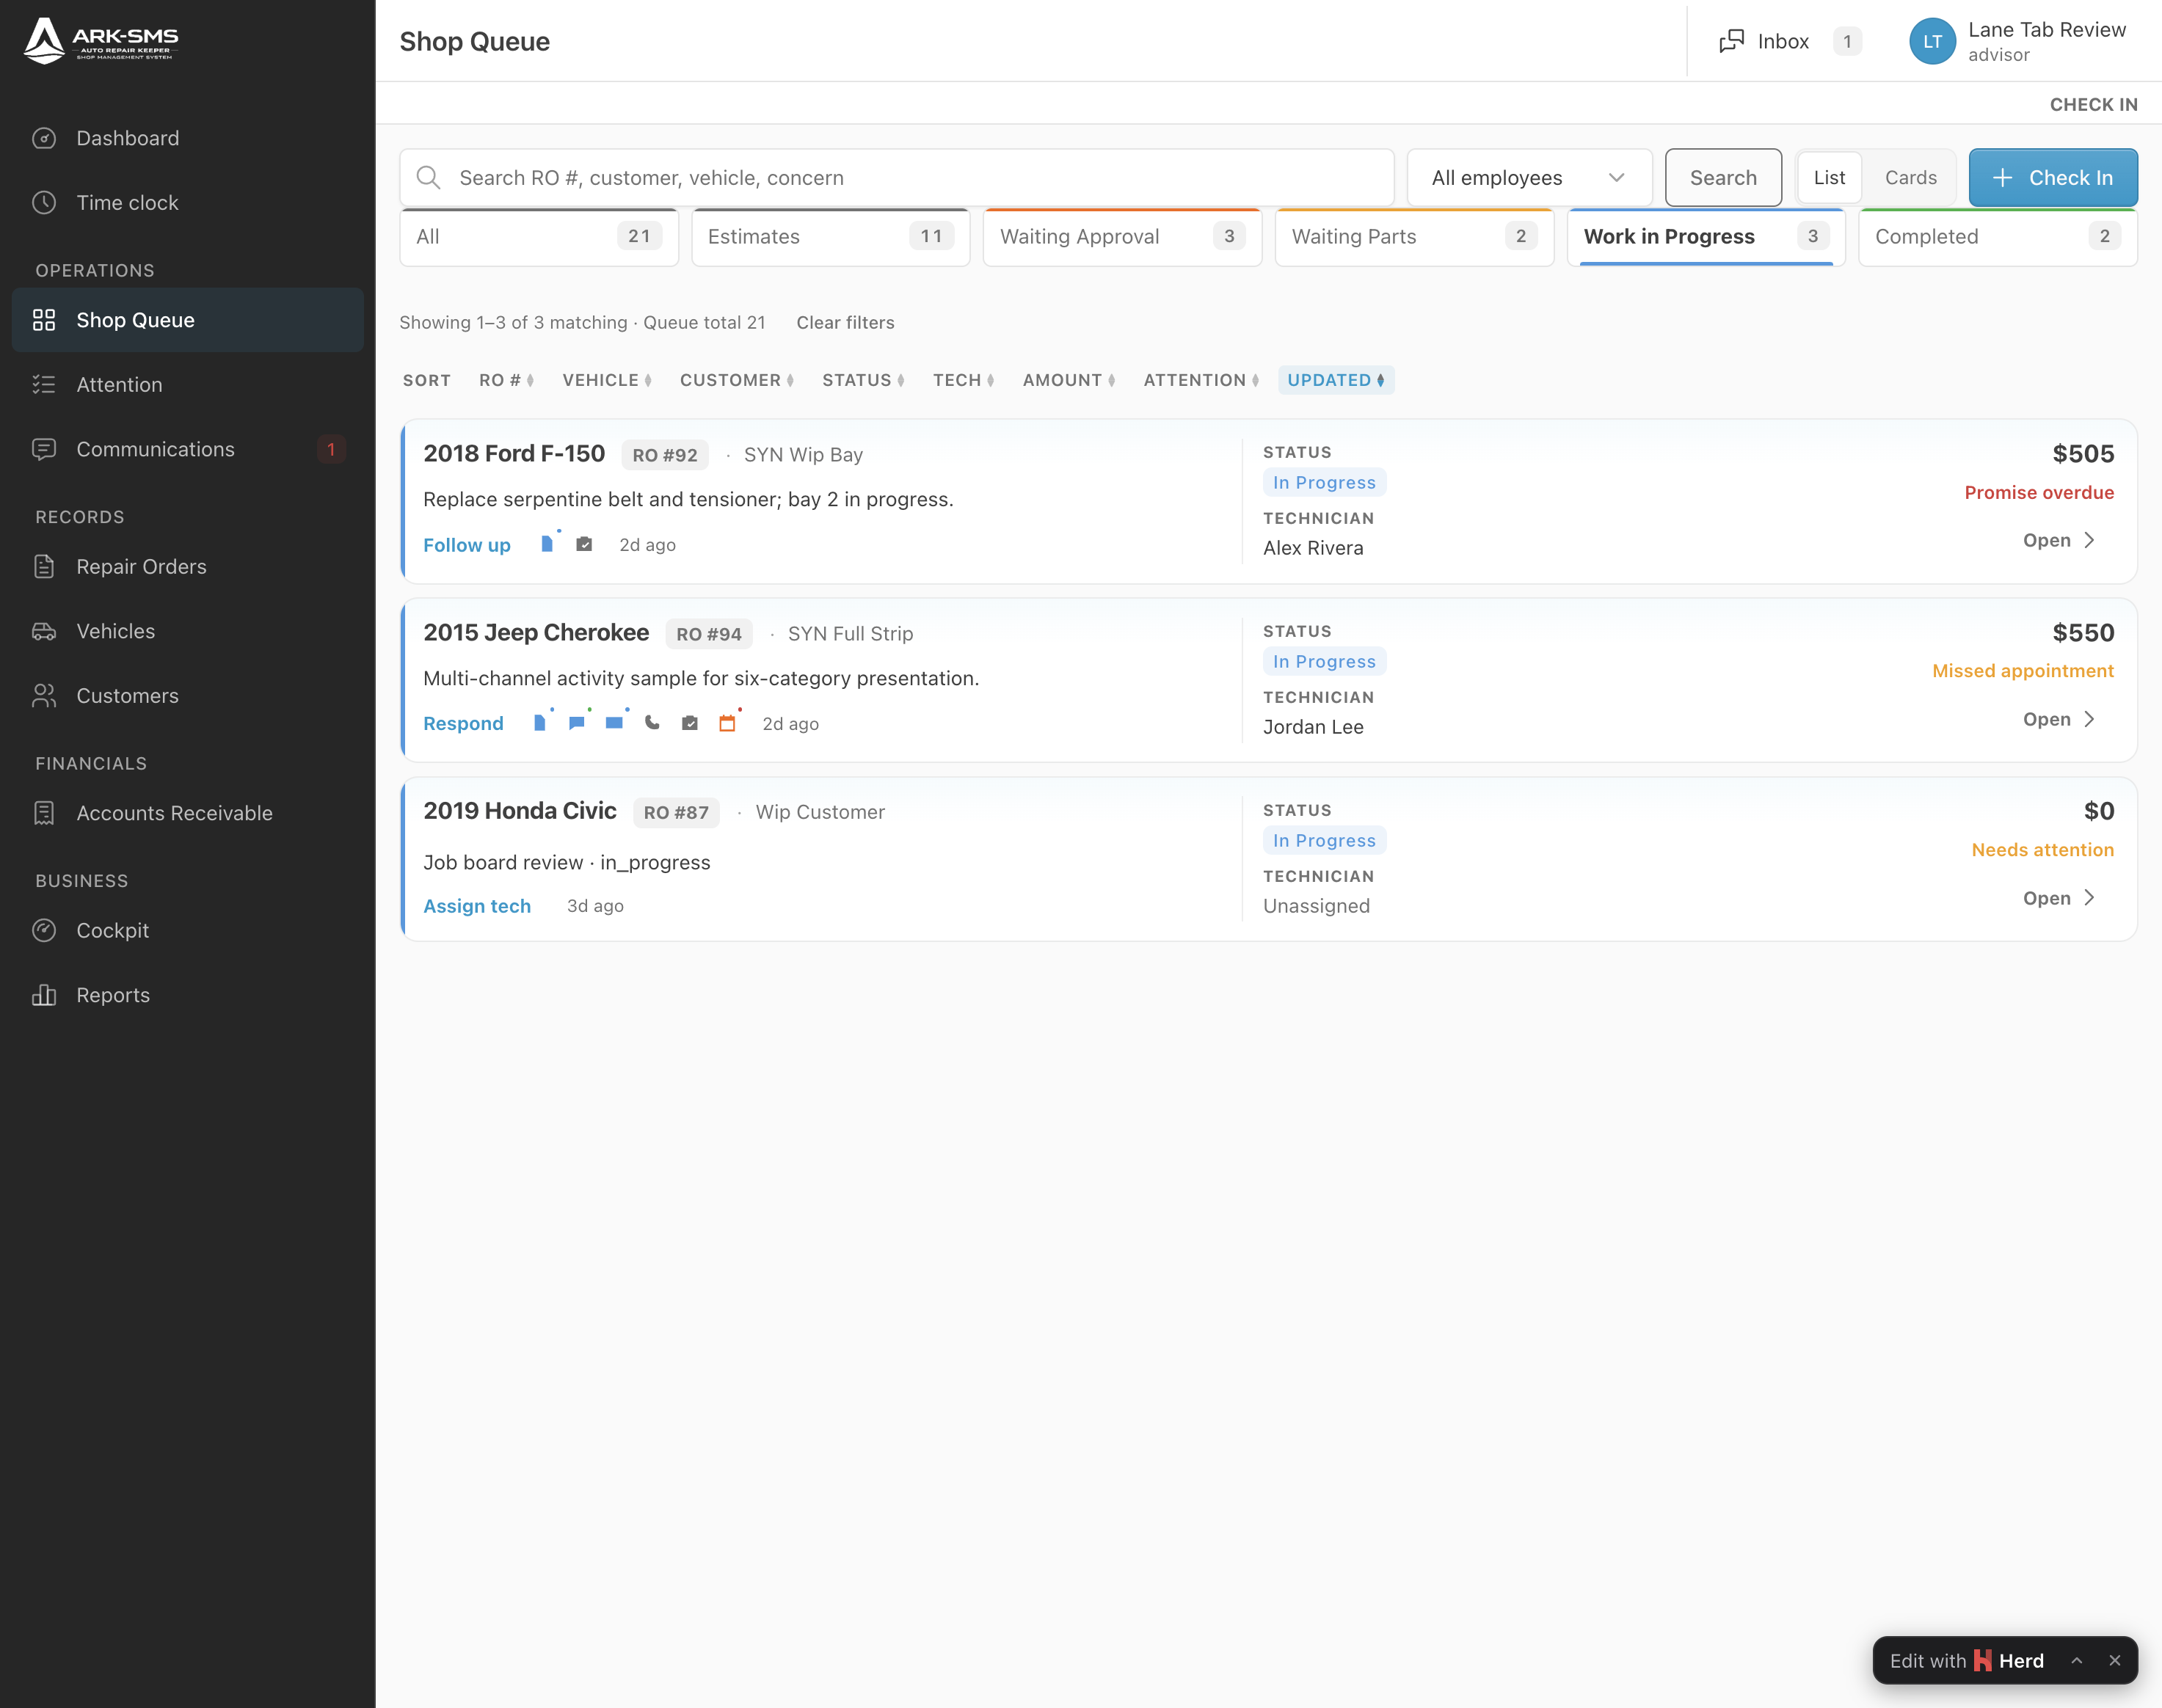 ARK-SMS
AUTO REPAIR KEEPER
SHOP MANAGEMENT SYSTEM
Dashboard
Time clock
OPERATIONS
Shop Queue
Attention
Communications 1
RECORDS
Repair Orders
Vehicles
Customers
FINANCIALS
Accounts Receivable
BUSINESS
Cockpit
Reports
Shop Queue
Inbox 1
LT
Lane Tab Review
advisor
CHECK IN
Search RO #, customer, vehicle, concern
All employees
Search
List
Cards
+ Check In
All 21
Estimates 11
Waiting Approval 3
Waiting Parts 2
Work in Progress 3
Completed 2
Showing 1–3 of 3 matching · Queue total 21 Clear filters
SORT RO # VEHICLE CUSTOMER STATUS TECH AMOUNT ATTENTION UPDATED
2018 Ford F-150 RO #92 · SYN Wip Bay
Replace serpentine belt and tensioner; bay 2 in progress.
Follow up 2d ago
STATUS
In Progress
TECHNICIAN
Alex Rivera
$505
Promise overdue
Open
2015 Jeep Cherokee RO #94 · SYN Full Strip
Multi-channel activity sample for six-category presentation.
Respond 2d ago
STATUS
In Progress
TECHNICIAN
Jordan Lee
$550
Missed appointment
Open
2019 Honda Civic RO #87 · Wip Customer
Job board review · in_progress
Assign tech 3d ago
STATUS
In Progress
TECHNICIAN
Unassigned
$0
Needs attention
Open
Edit with Herd